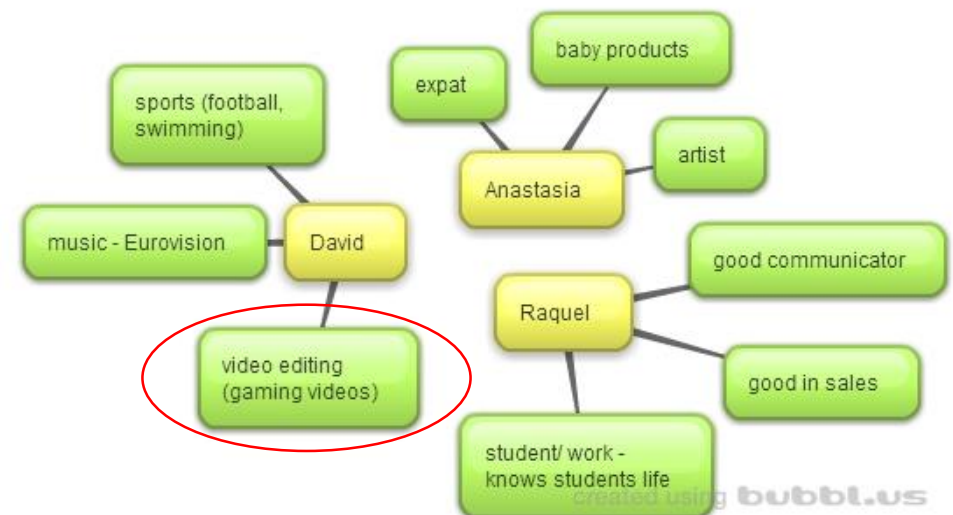 baby products
expat
sports (football,
swimming)
artist
Anastasia
music - Eurovision
David
good communicator
Raquel
video editing
(gaming videos)
good in sales
student/ work -
knows students life
created using bubbl.us